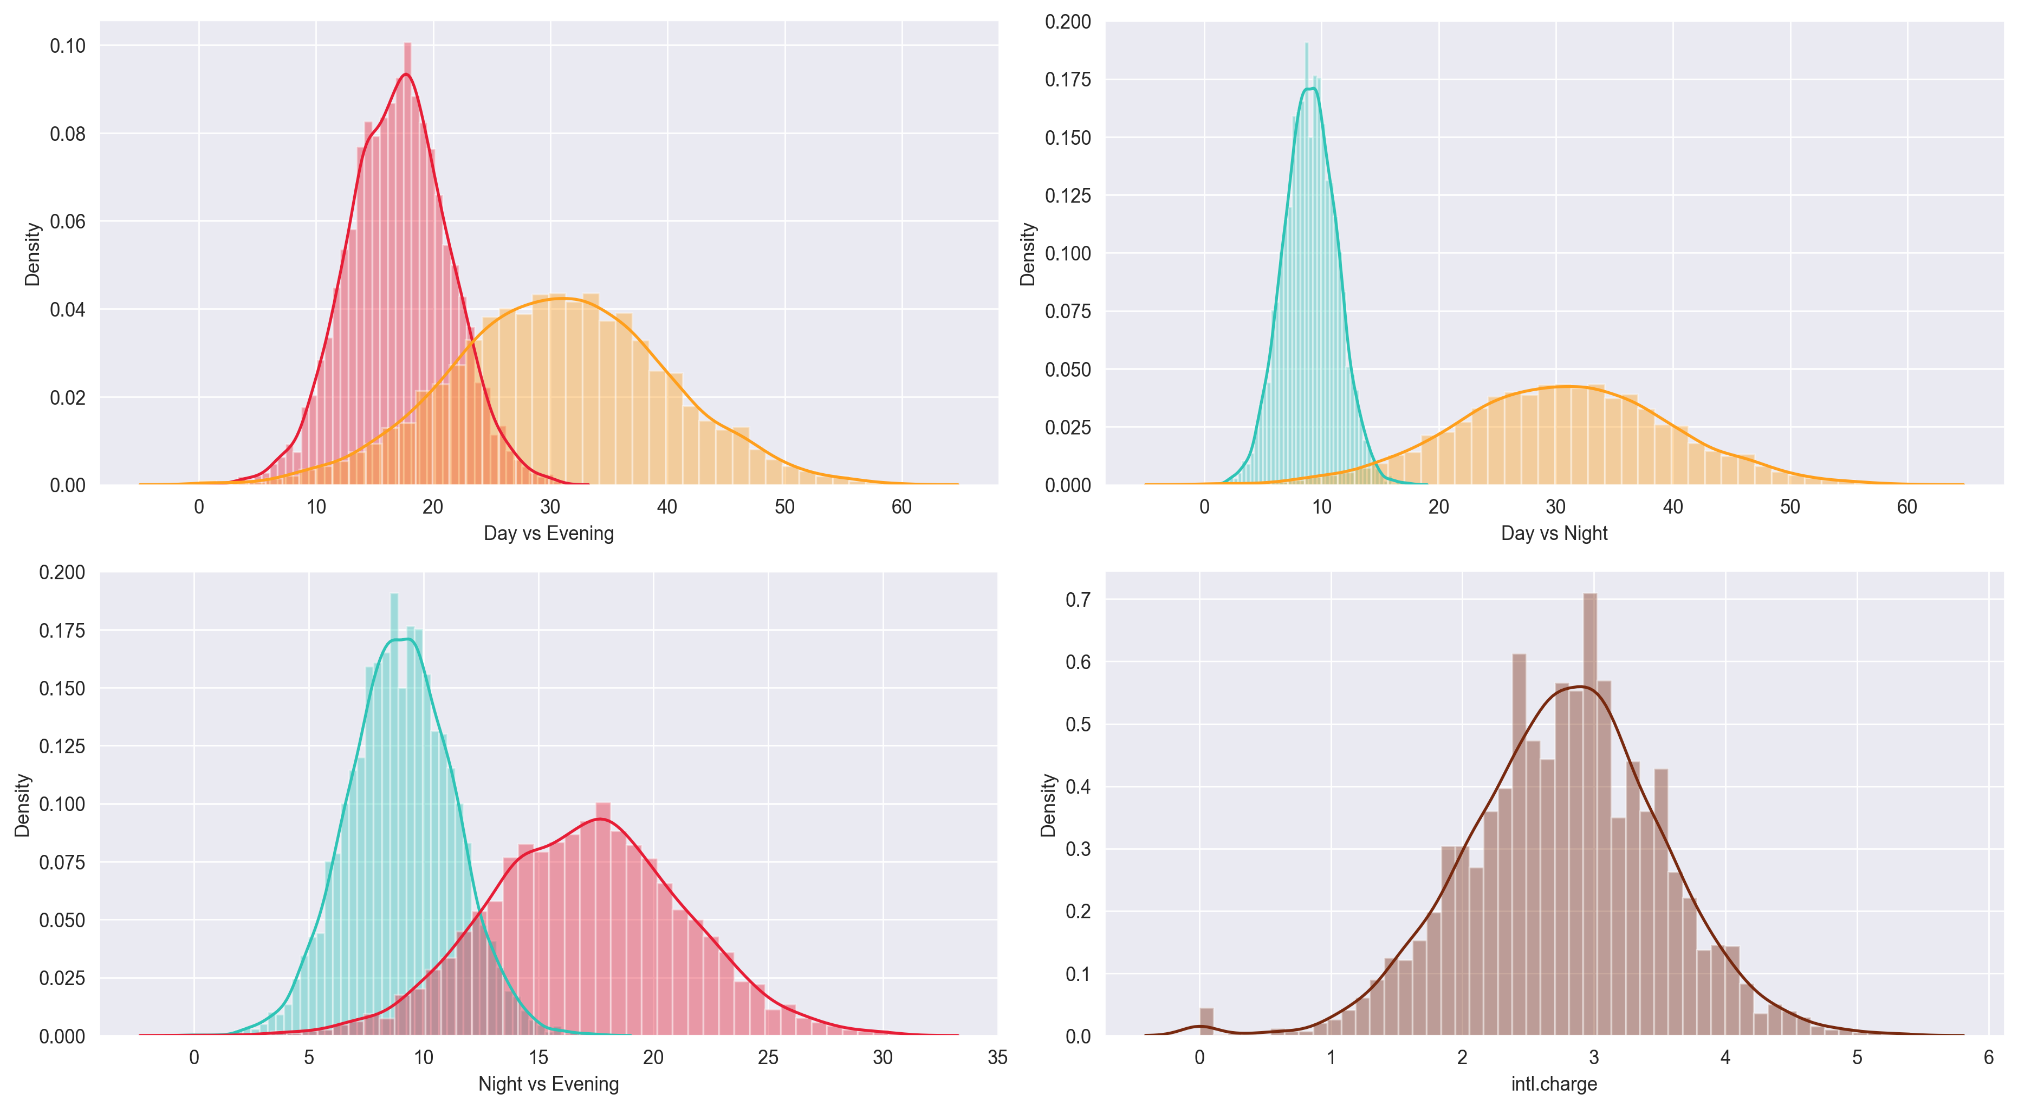 0.10
0.08
0.06
0.04
0.02
0.00
Density
0 10 20 30 40 50 60
Day vs Evening
0.200
0.175
0.150
0.125
0.100
0.075
0.050
0.025
0.000
Density
0 10 20 30 40 50 60
Day vs Night
0.200
0.175
0.150
0.125
0.100
0.075
0.050
0.025
0.000
Density
0 5 10 15 20 25 30 35
Night vs Evening
0.7
0.6
0.5
0.4
0.3
0.2
0.1
0.0
Density
0 1 2 3 4 5 6
intl.charge